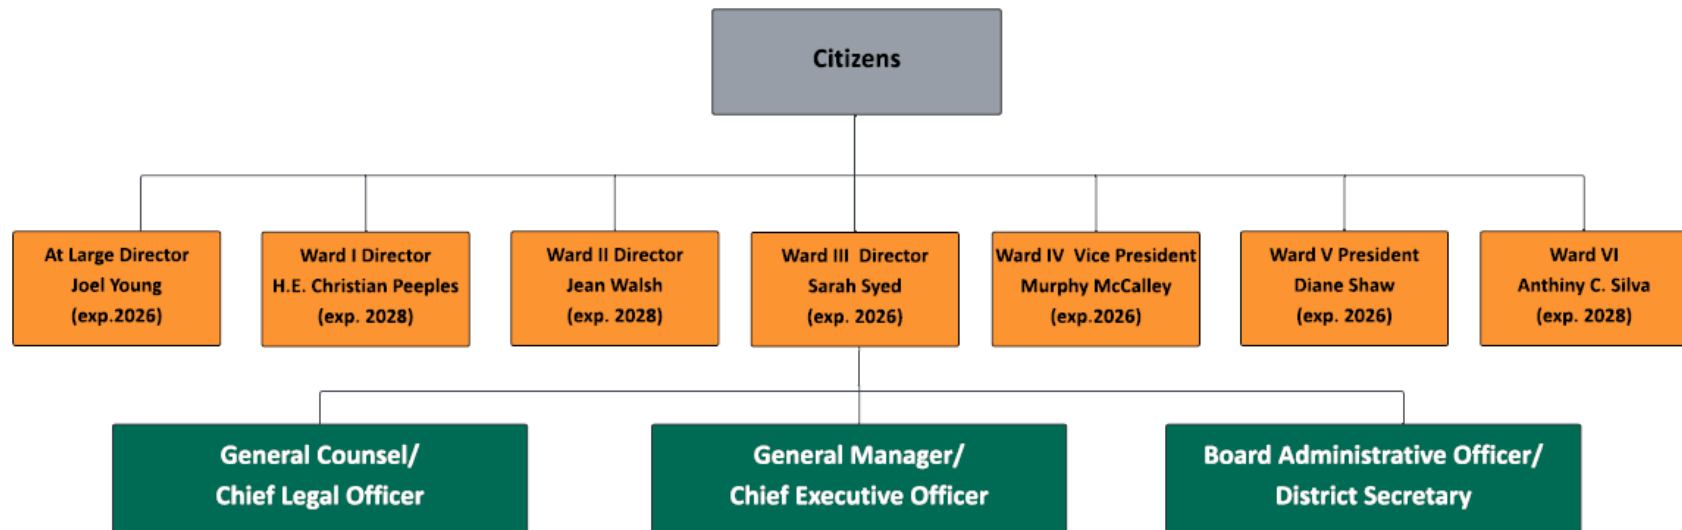 Citizens
At Large Director
Joel Young
(exp.2026)
Ward I Director
H.E. Christian Peeples
(exp. 2028)
Ward II Director
Jean Walsh
(exp. 2028)
Ward III Director
Sarah Syed
(exp. 2026)
Ward IV Vice President
Murphy McCalley
(exp.2026)
Ward V President
Diane Shaw
(exp. 2026)
Ward VI
Anthiny C. Silva
(exp. 2028)
General Counsel/
Chief Legal Officer
General Manager/
Chief Executive Officer
Board Administrative Officer/
District Secretary